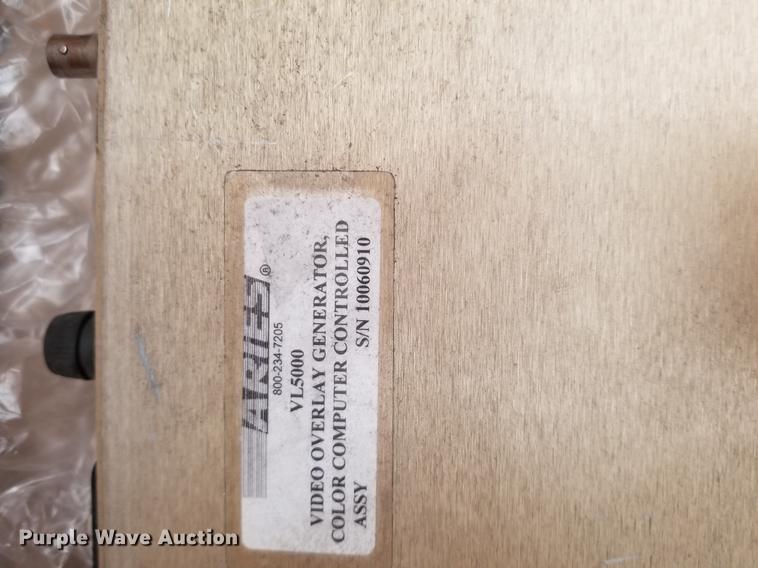 ARIES
®
800-234-7205
VL5000
VIDEO OVERLAY GENERATOR,
COLOR COMPUTER CONTROLLED
ASSY S/N 10060910
Purple Wave Auction